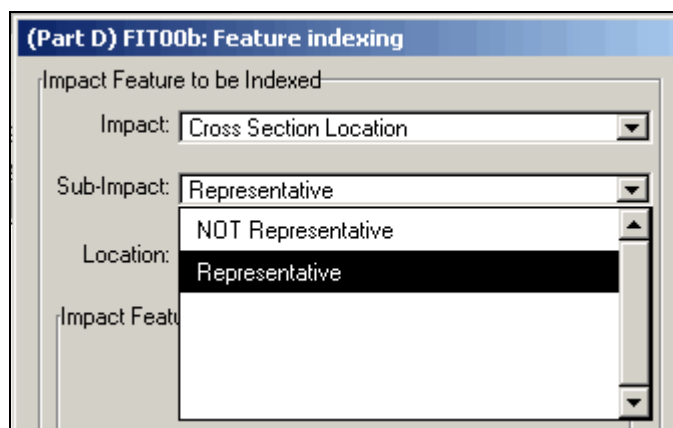 (Part D) FIT00b: Feature indexing
Impact Feature to be Indexed
Impact: Cross Section Location
Sub-Impact: Representative
NOT Representative
Location:
Representative
Impact Featu